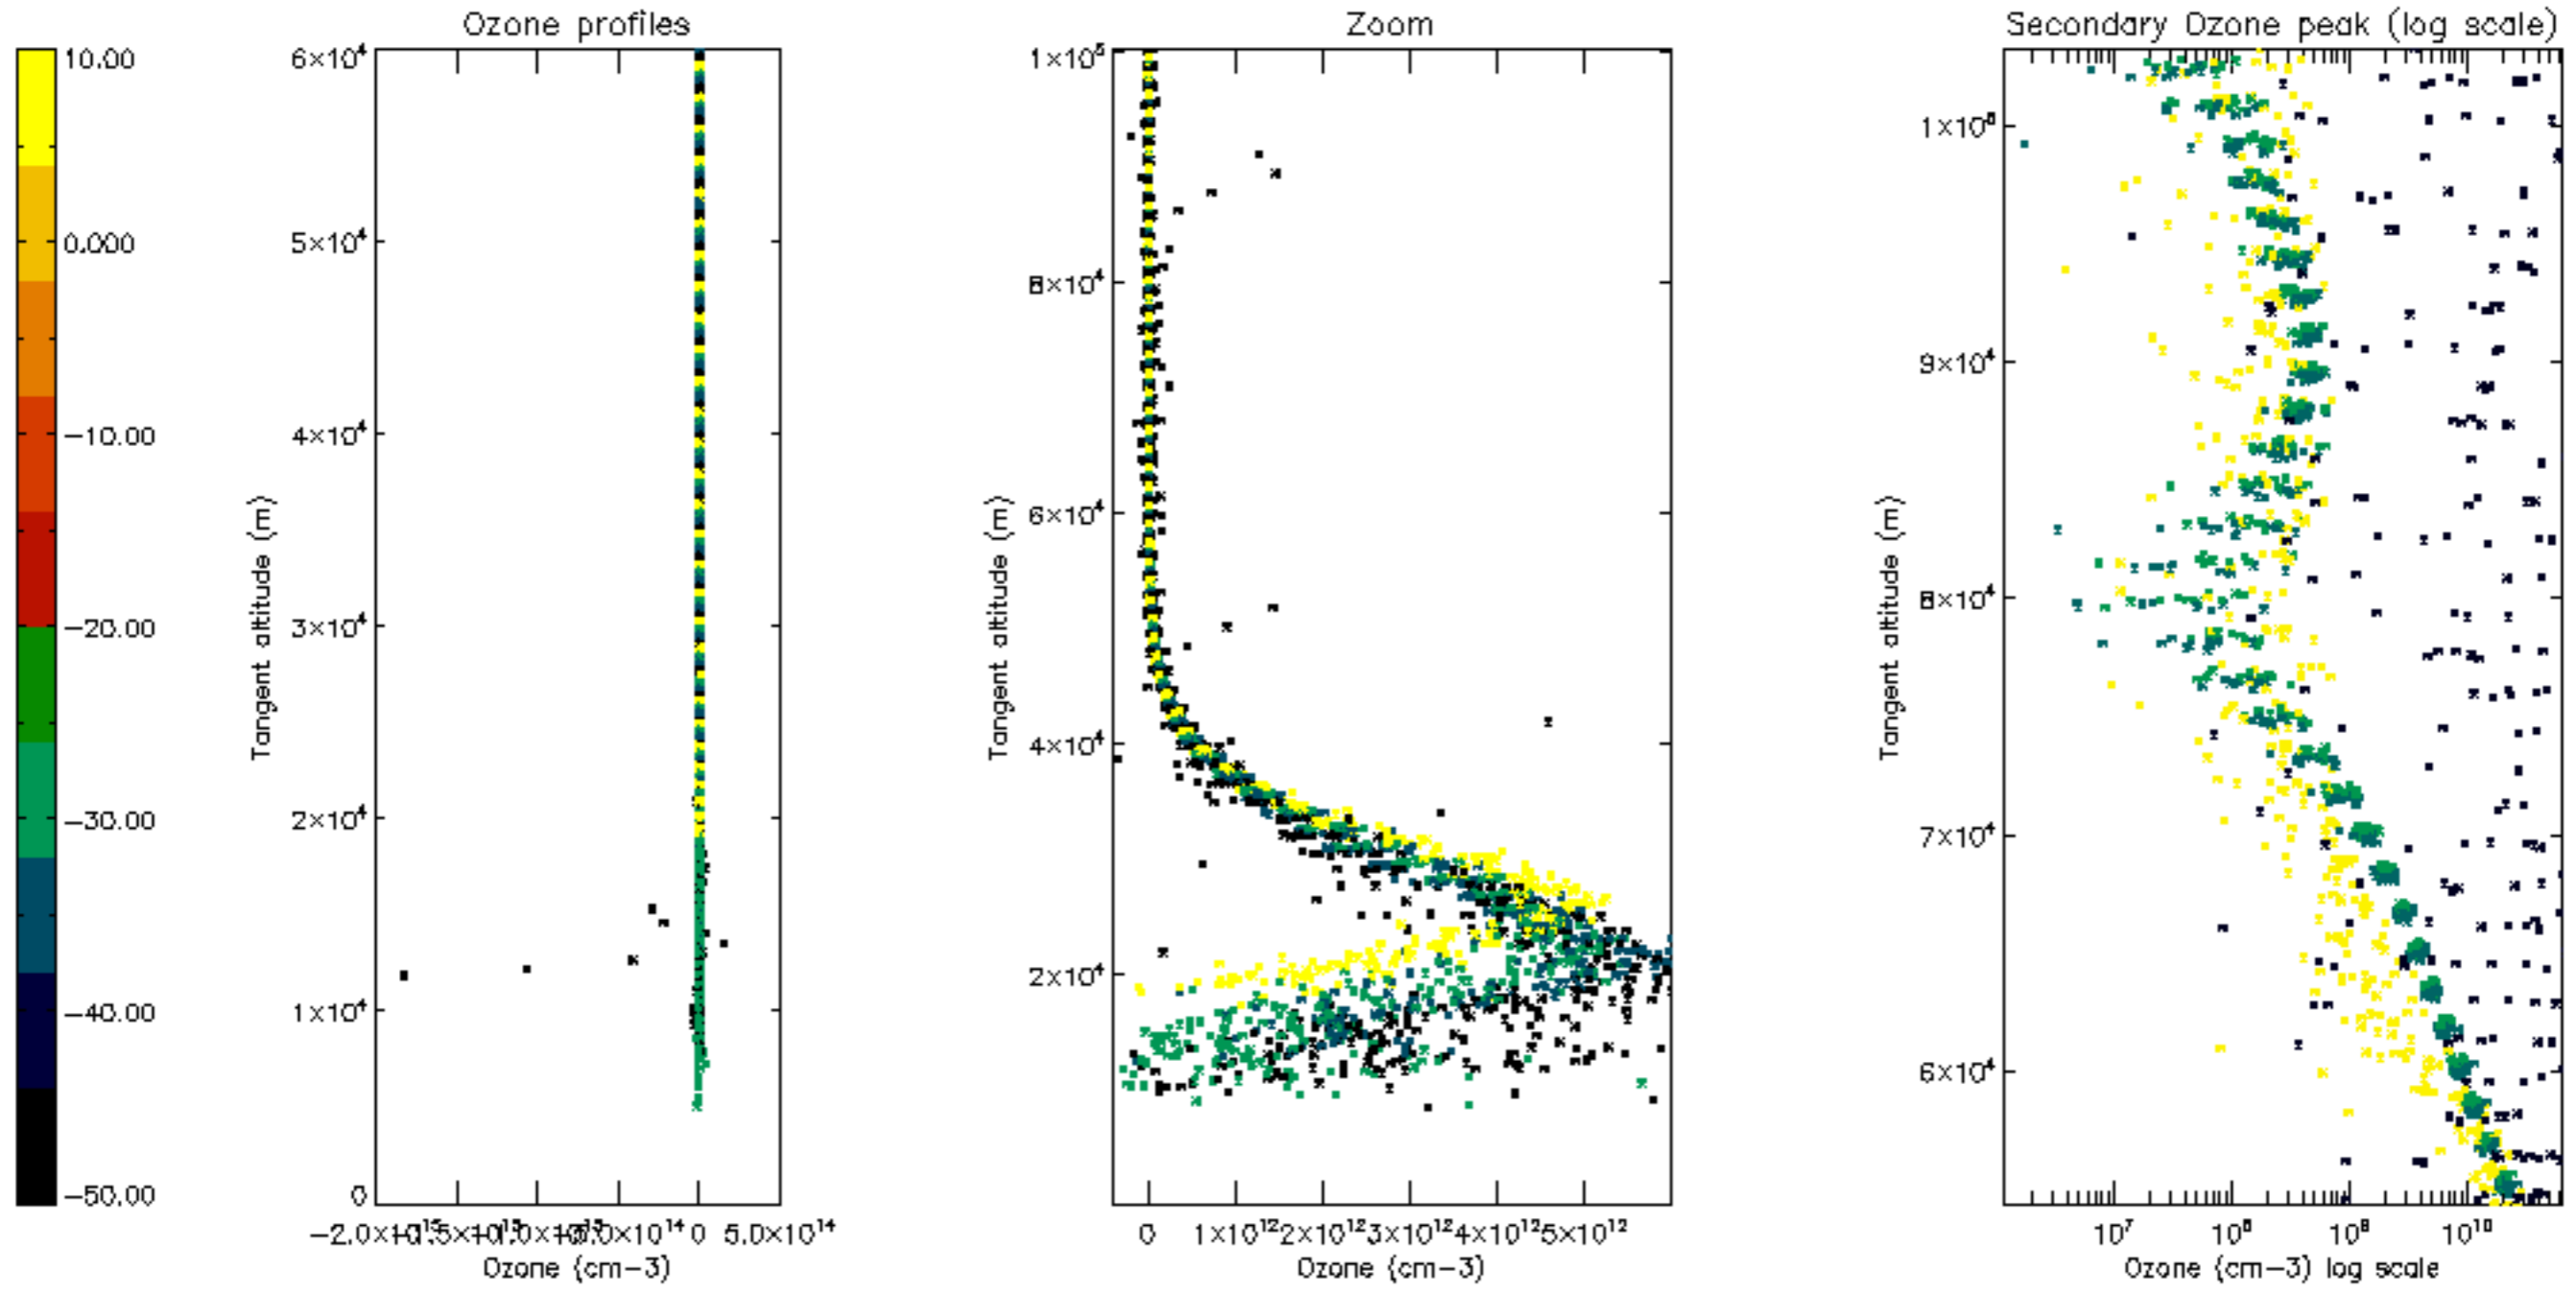 Ozone profiles
Zoom
Secondary Ozone peak (log scale)
10.00
0.000
−10.00
−20.00
−30.00
−40.00
−50.00
Tangent altitude (m)
6×10⁴
5×10⁴
4×10⁴
3×10⁴
2×10⁴
1×10⁴
0
0
5.0×10¹⁴
Ozone (cm−3)
Tangent altitude (m)
1×10⁵
8×10⁴
6×10⁴
4×10⁴
2×10⁴
0 1×10¹² 2×10¹² 3×10¹² 4×10¹² 5×10¹²
Ozone (cm−3)
Tangent altitude (m)
1×10⁵
9×10⁴
8×10⁴
7×10⁴
6×10⁴
10⁷ 10⁸ 10⁹ 10¹⁰
Ozone (cm−3) log scale